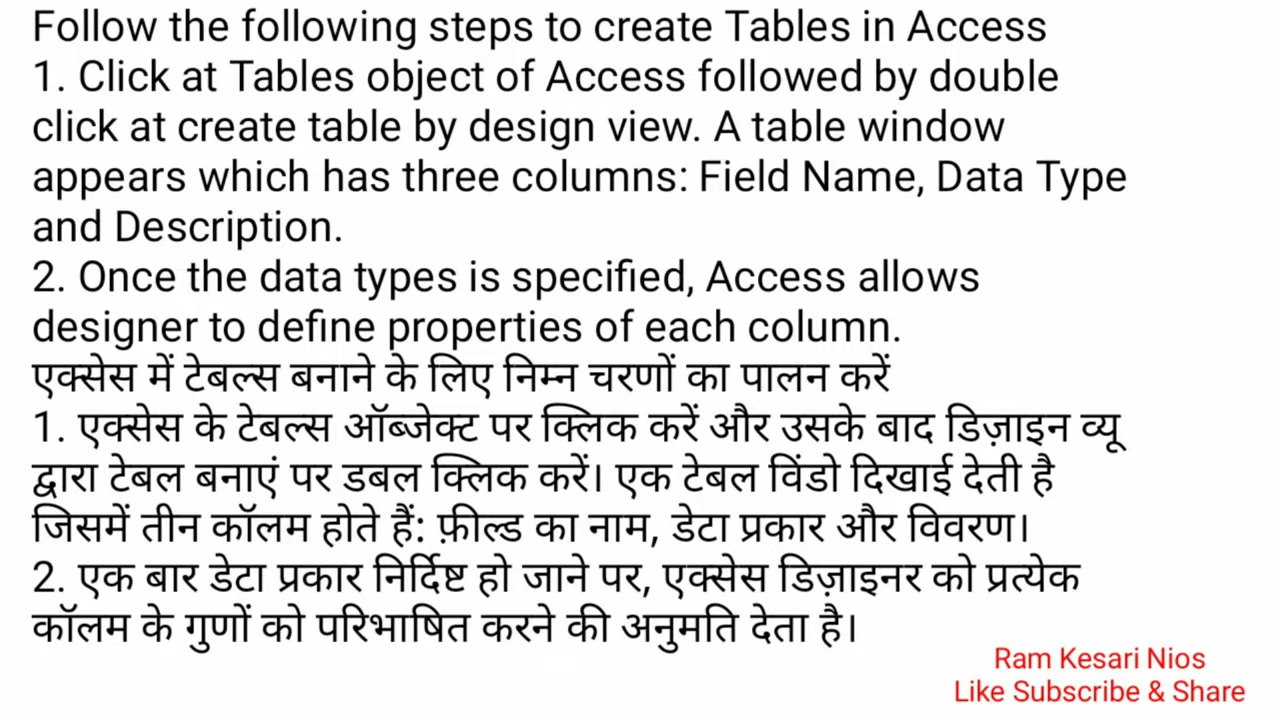 Follow the following steps to create Tables in Access
1. Click at Tables object of Access followed by double
click at create table by design view. A table window
appears which has three columns: Field Name, Data Type
and Description.
2. Once the data types is specified, Access allows
designer to define properties of each column.
एक्सेस में टेबल्स बनाने के लिए निम्न चरणों का पालन करें
1. एक्सेस के टेबल्स ऑब्जेक्ट पर क्लिक करें और उसके बाद डिज़ाइन व्यू
द्वारा टेबल बनाएं पर डबल क्लिक करें। एक टेबल विंडो दिखाई देती है
जिसमें तीन कॉलम होते हैं: फ़ील्ड का नाम, डेटा प्रकार और विवरण।
2. एक बार डेटा प्रकार निर्दिष्ट हो जाने पर, एक्सेस डिज़ाइनर को प्रत्येक
कॉलम के गुणों को परिभाषित करने की अनुमति देता है।
Ram Kesari Nios
Like Subscribe & Share